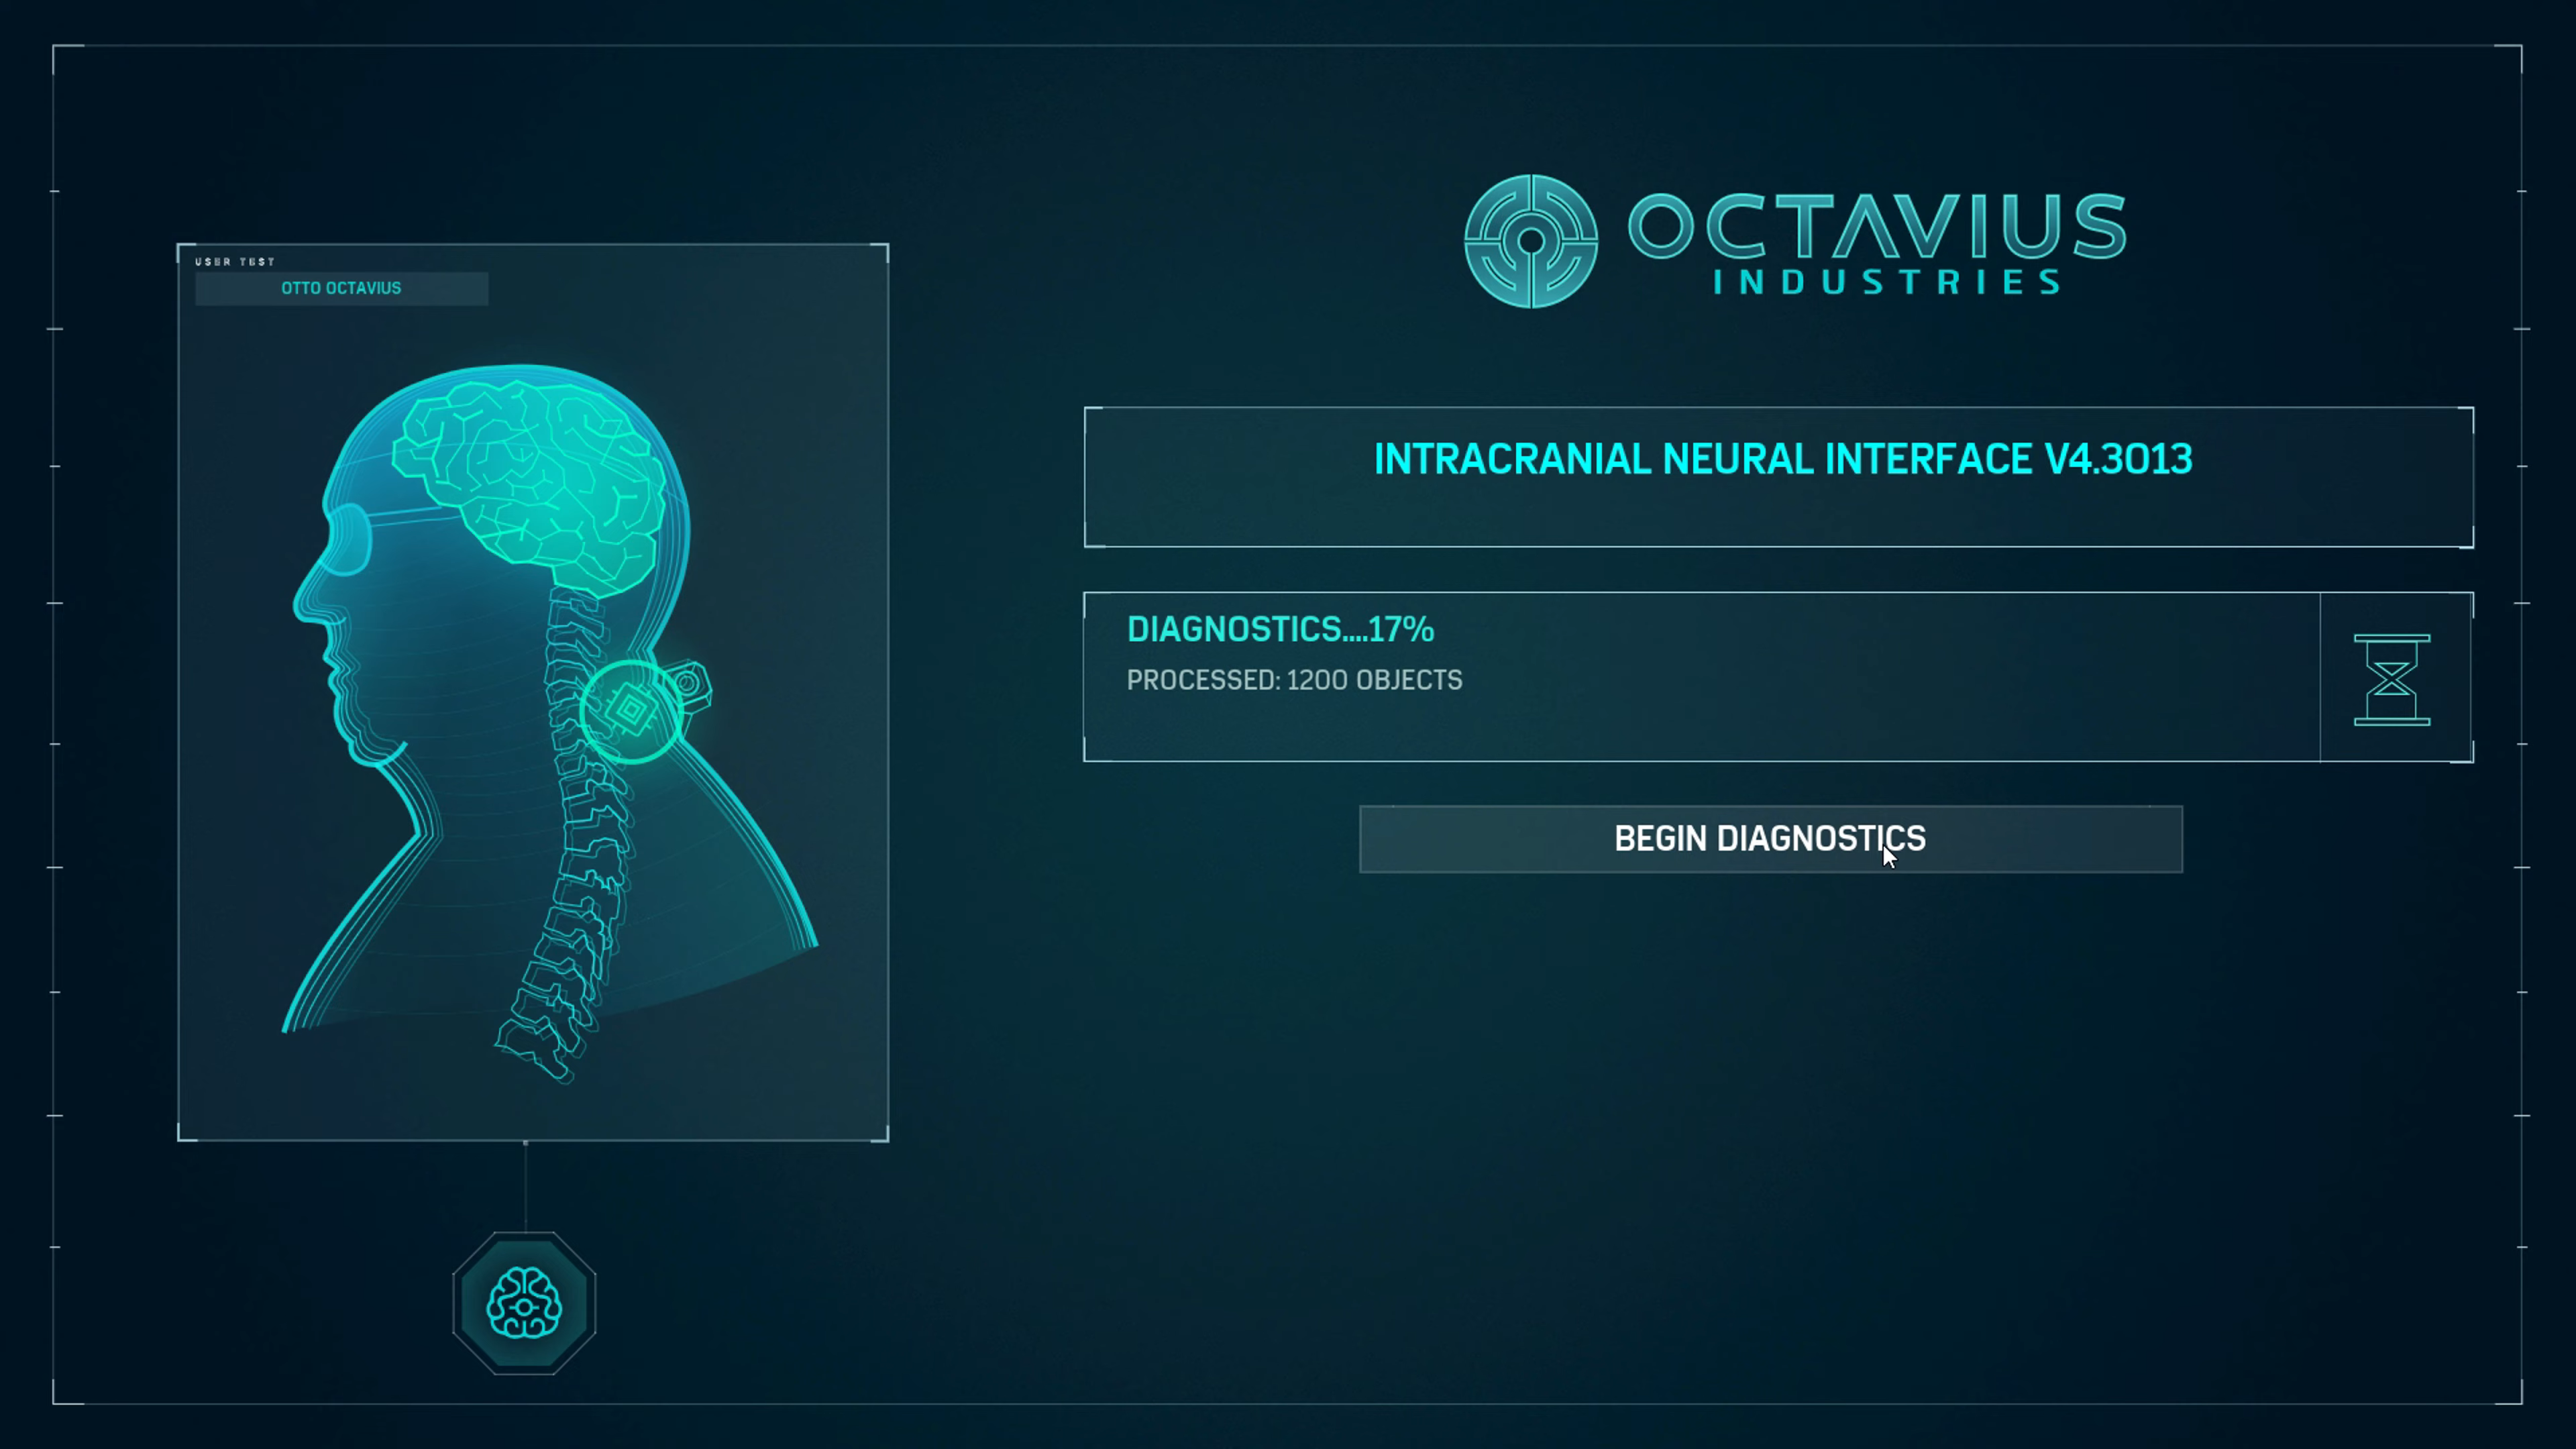 USER TEST
OTTO OCTAVIUS
OCTAVIUS
INDUSTRIES
INTRACRANIAL NEURAL INTERFACE V4.3013
DIAGNOSTICS....17%
PROCESSED: 1200 OBJECTS
BEGIN DIAGNOSTICS